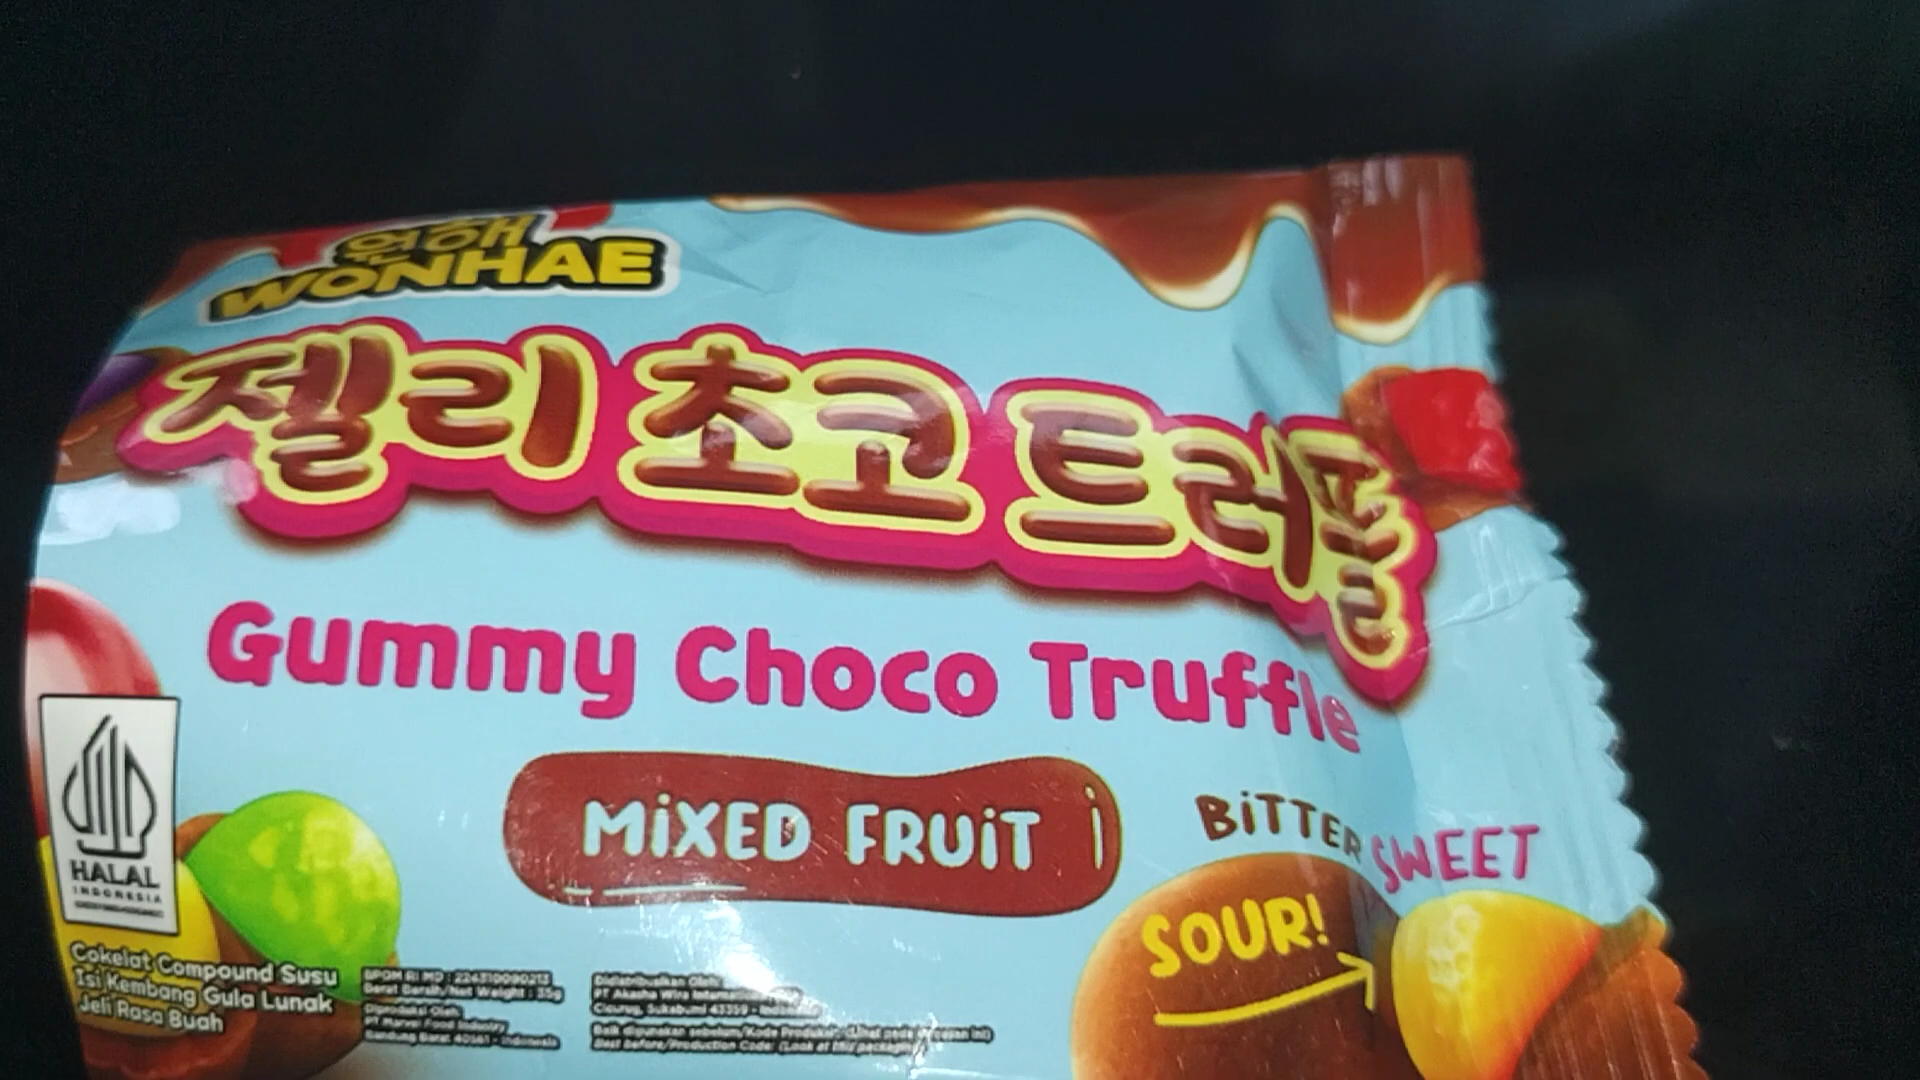 원해
WONHAE
젤리 초코 트러플
Gummy Choco Truffle
MiXED FRUiT
BiTTER SWEET
SOUR!
HALAL
INDONESIA
Cokelat Compound Susu
Isi Kembang Gula Lunak
Jeli Rasa Buah
BPOM RI MD : 224310090213
Berat Bersih/Net Weight : 35g
Diproduksi Oleh:
PT Marvel Food Industry
Bandung Barat 40561 - Indonesia
Didistribusikan Oleh:
PT Akasha Wira International
Cicurug, Sukabumi 43359 - Indonesia
Baik digunakan sebelum/Kode Produksi: (Lihat pada kemasan ini)
Best before/Production Code: (Look at this packaging)